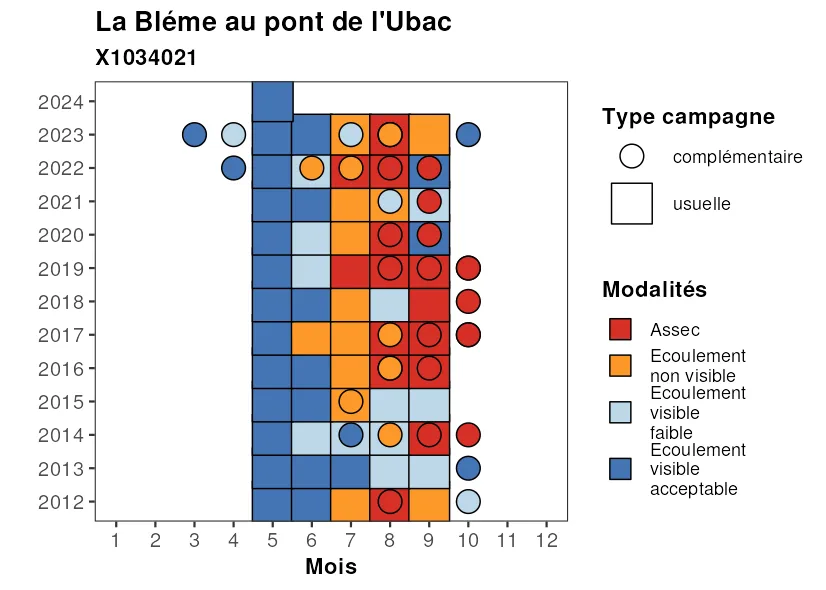 La Bléme au pont de l'Ubac
X1034021
2024
2023
2022
2021
2020
2019
2018
2017
2016
2015
2014
2013
2012
1 2 3 4 5 6 7 8 9 10 11 12
Mois
Type campagne
complémentaire
usuelle
Modalités
Assec
Ecoulement
non visible
Ecoulement
visible
faible
Ecoulement
visible
acceptable